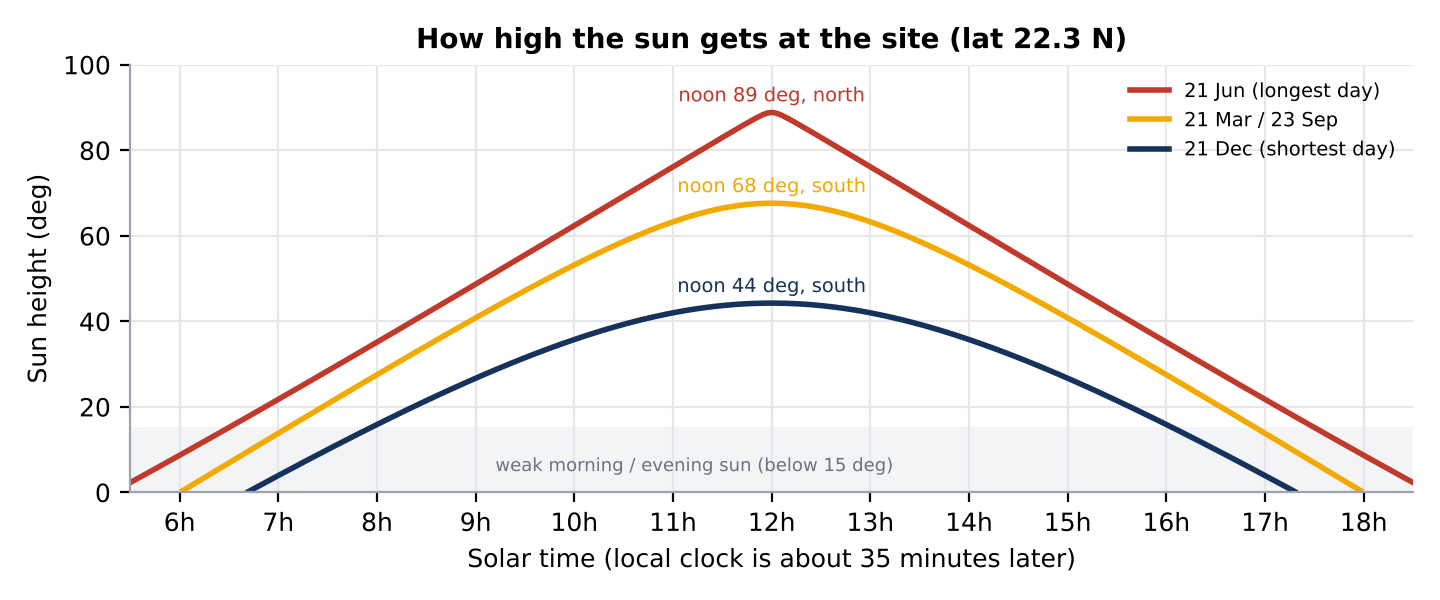 How high the sun gets at the site (lat 22.3 N)
100
80
60
40
20
0
Sun height (deg)
noon 89 deg, north
noon 68 deg, south
noon 44 deg, south
21 Jun (longest day)
21 Mar / 23 Sep
21 Dec (shortest day)
weak morning / evening sun (below 15 deg)
6h 7h 8h 9h 10h 11h 12h 13h 14h 15h 16h 17h 18h
Solar time (local clock is about 35 minutes later)